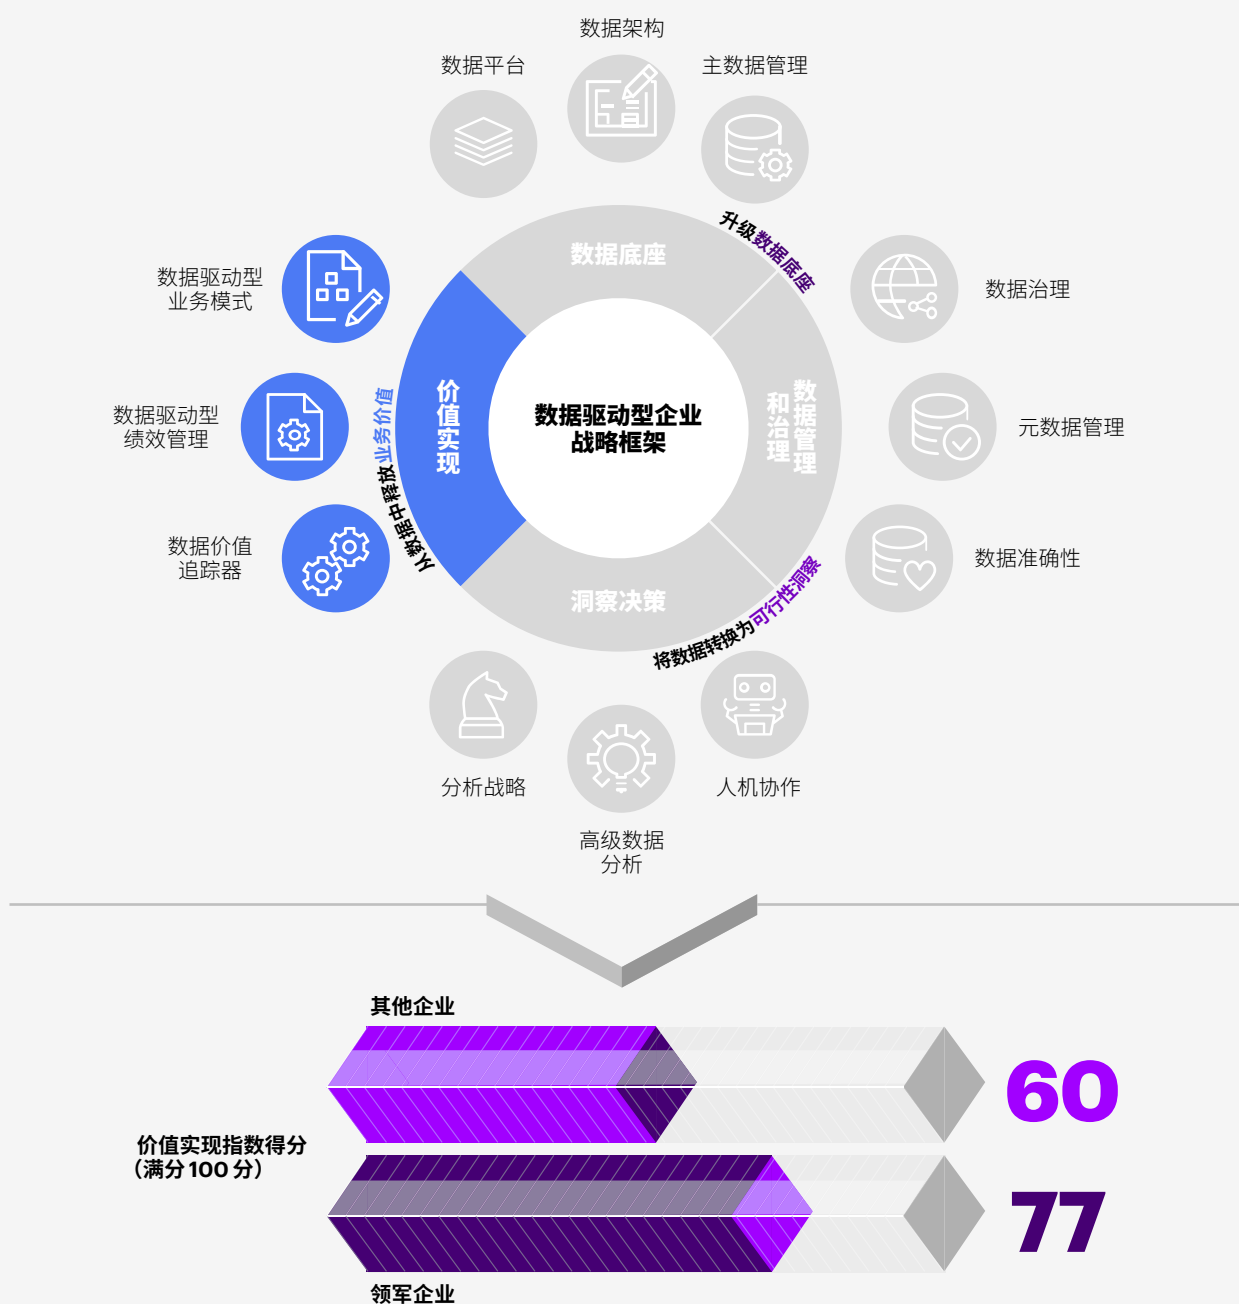 数据架构
数据平台
主数据管理
升级数据底座
数据底座
数据驱动型
业务模式
数据治理
价值实现
数据驱动型企业
战略框架
数据管理
和治理
数据驱动型
绩效管理
元数据管理
从数据中释放业务价值
数据价值
追踪器
数据准确性
洞察决策
将数据转换为可行性洞察
分析战略
人机协作
高级数据
分析
其他企业
60
价值实现指数得分
（满分100分）
77
领军企业